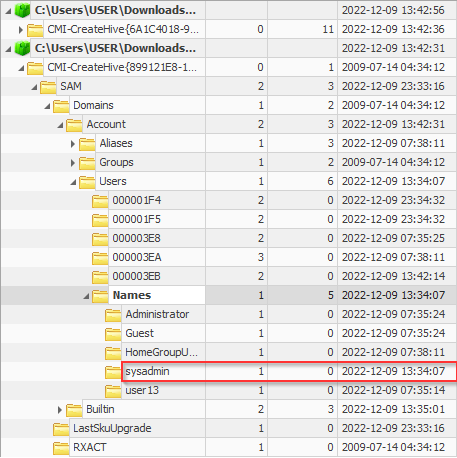 C:\Users\USER\Downloads... 2022-12-09 13:42:56
CMI-CreateHive{6A1C4018-9... 0 11 2022-12-09 13:42:36
C:\Users\USER\Downloads... 2022-12-09 13:42:31
CMI-CreateHive{899121E8-1... 0 1 2009-07-14 04:34:12
SAM 2 3 2022-12-09 23:33:16
Domains 1 2 2009-07-14 04:34:12
Account 2 3 2022-12-09 13:42:31
Aliases 1 3 2022-12-09 07:38:11
Groups 1 2 2009-07-14 04:34:12
Users 1 6 2022-12-09 13:34:07
000001F4 2 0 2022-12-09 23:34:32
000001F5 2 0 2022-12-09 23:34:32
000003E8 2 0 2022-12-09 07:35:25
000003EA 3 0 2022-12-09 07:38:11
000003EB 2 0 2022-12-09 13:42:14
Names 1 5 2022-12-09 13:34:07
Administrator 1 0 2022-12-09 07:35:24
Guest 1 0 2022-12-09 07:35:24
HomeGroupU... 1 0 2022-12-09 07:38:11
sysadmin 1 0 2022-12-09 13:34:07
user13 1 0 2022-12-09 07:35:14
Builtin 2 3 2022-12-09 13:35:01
LastSkuUpgrade 1 0 2022-12-09 23:33:16
RXACT 1 0 2009-07-14 04:34:12